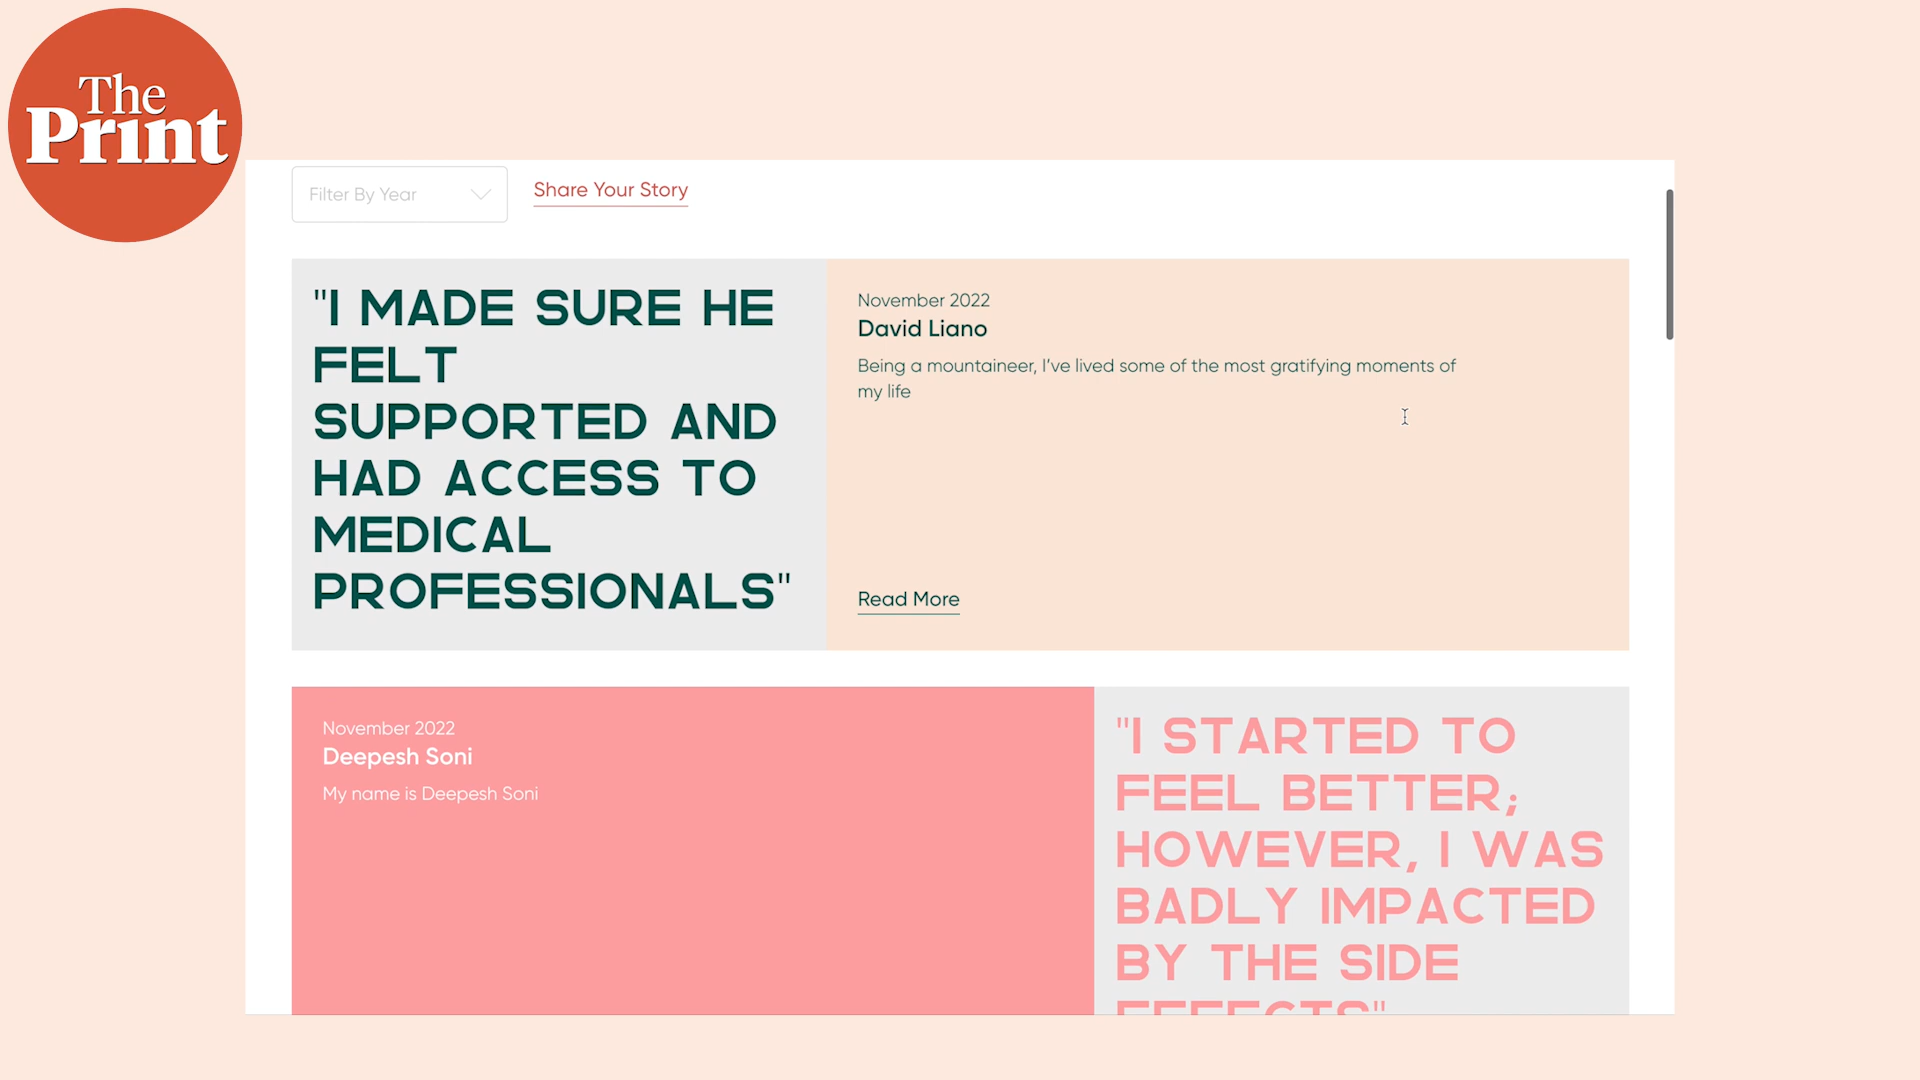 The
Print
Filter By Year
Share Your Story
"I MADE SURE HE
FELT
SUPPORTED AND
HAD ACCESS TO
MEDICAL
PROFESSIONALS"
November 2022
David Liano
Being a mountaineer, I've lived some of the most gratifying moments of
my life
Read More
November 2022
Deepesh Soni
My name is Deepesh Soni
"I STARTED TO
FEEL BETTER;
HOWEVER, I WAS
BADLY IMPACTED
BY THE SIDE
EFFECTS"